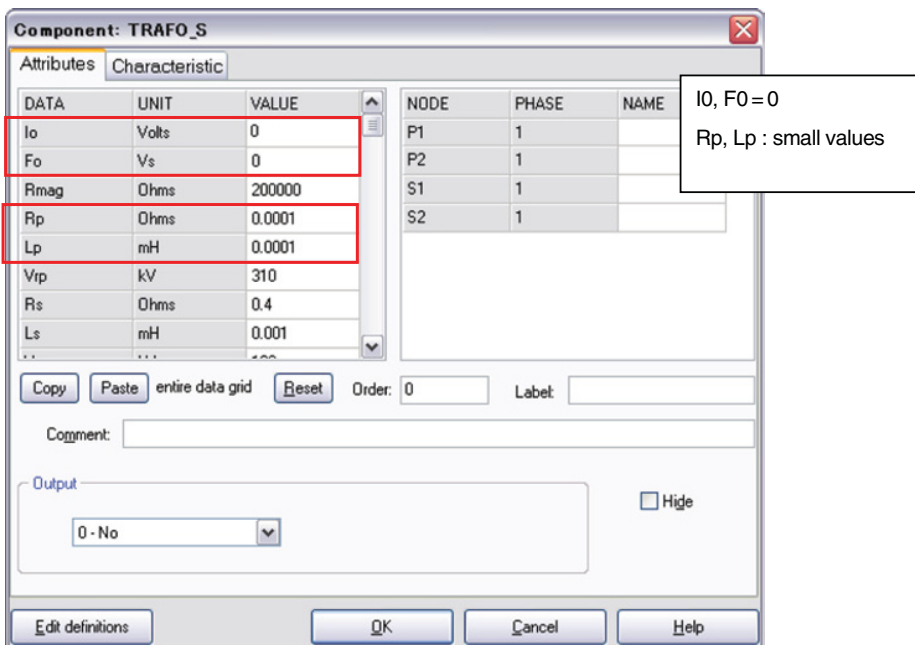 Component: TRAFO_S
Attributes Characteristic
DATA UNIT VALUE
Io Volts 0
Fo Vs 0
Rmag Ohms 200000
Rp Ohms 0.0001
Lp mH 0.0001
Vrp kV 310
Rs Ohms 0.4
Ls mH 0.001
NODE PHASE NAME
P1 1
P2 1
S1 1
S2 1
I0, F0 = 0
Rp, Lp : small values
Copy Paste entire data grid Reset Order: 0 Label:
Comment:
Output
0 - No
Hide
Edit definitions OK Cancel Help